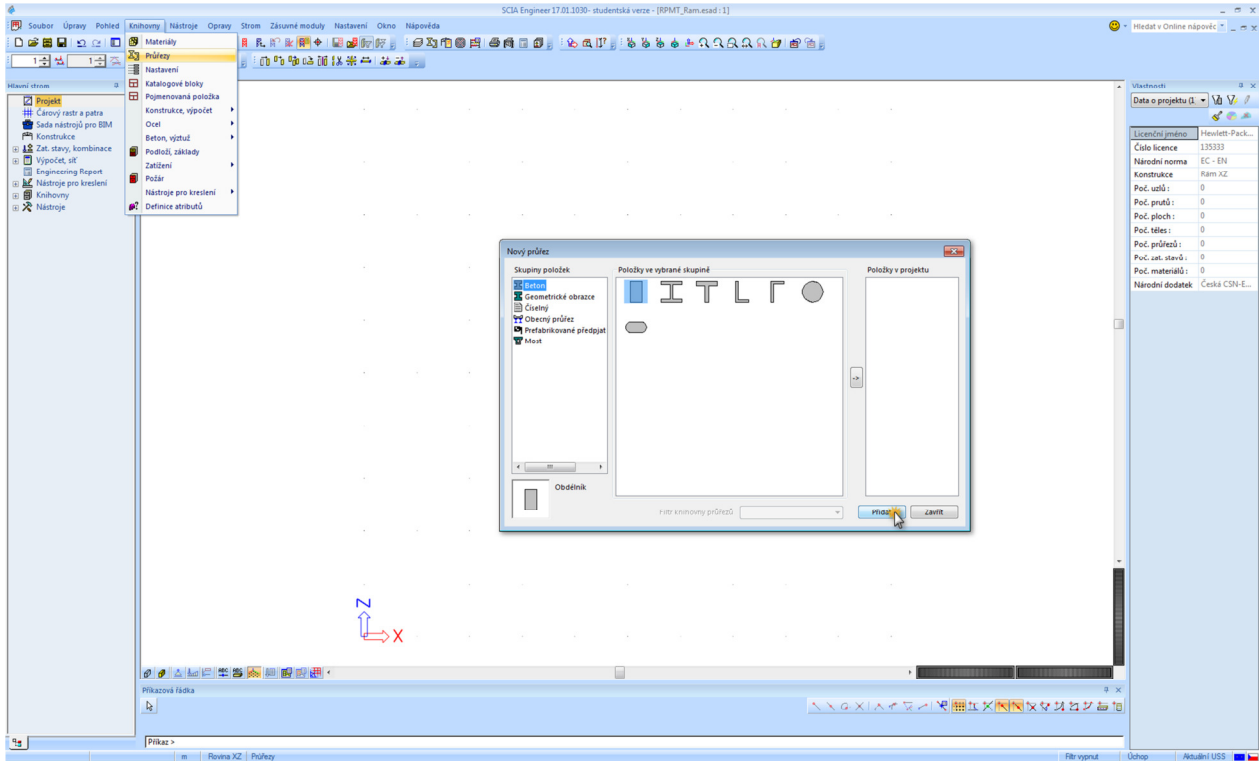 SCIA Engineer 17.01.1030- studentská verze - [RPMT_Ram.esad : 1]
Soubor Úpravy Pohled Knihovny Nástroje Opravy Strom Zásuvné moduly Nastavení Okno Nápověda
Hledat v Online nápověc
1 1
Materiály
Průřezy
Nastavení
Katalogové bloky
Pojmenovaná položka
Konstrukce, výpočet
Ocel
Beton, výztuž
Podloží, základy
Zatížení
Požár
Nástroje pro kreslení
Definice atributů
Hlavní strom
Projekt
Čárový rastr a patra
Sada nástrojů pro BIM
Konstrukce
Zat. stavy, kombinace
Výpočet, síť
Engineering Report
Nástroje pro kreslení
Knihovny
Nástroje
Nový průřez
Skupiny položek
Beton
Geometrické obrazce
Číselný
Obecný průřez
Prefabrikované předpjat
Most
Položky ve vybrané skupině
Položky v projektu
->
Obdélník
Filtr knihovny průřezů
Přidat
Zavřít
Z
X
Vlastnosti
Data o projektu (1
Licenční jméno Hewlett-Pack...
Číslo licence 135333
Národní norma EC - EN
Konstrukce Rám XZ
Poč. uzlů : 0
Poč. prutů : 0
Poč. ploch : 0
Poč. těles : 0
Poč. průřezů : 0
Poč. zat. stavů : 0
Poč. materiálů : 0
Národní dodatek Česká CSN-E...
Příkazová řádka
Příkaz >
m Rovina XZ Průřezy
Filtr vypnut Úchop Aktuální USS